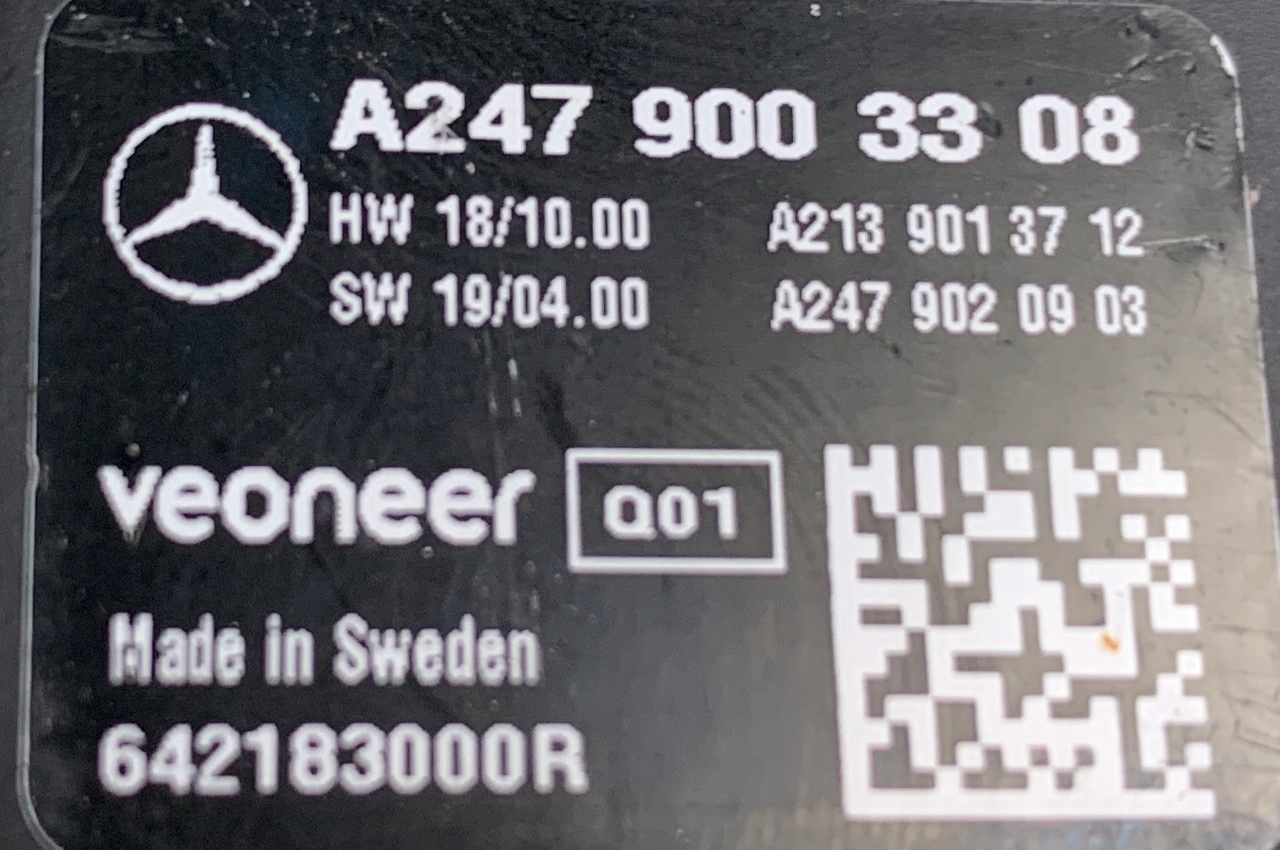 A247 900 33 08
HW 18/10.00 A213 901 37 12
SW 19/04.00 A247 902 09 03
veoneer Q01
Made in Sweden
642183000R